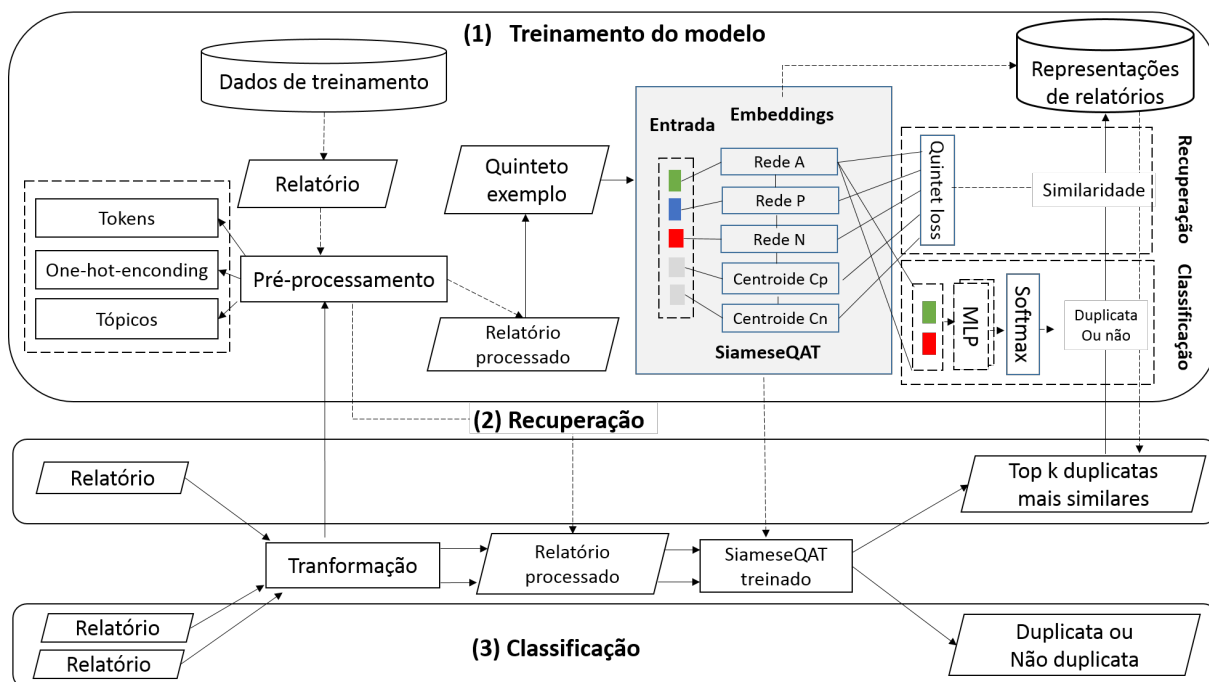 (1) Treinamento do modelo
Dados de treinamento
Relatório
Tokens
One-hot-enconding
Tópicos
Pré-processamento
Quinteto
exemplo
Relatório
processado
Entrada
Embeddings
Rede A
Rede P
Rede N
Centroide Cp
Centroide Cn
SiameseQAT
Representações
de relatórios
Quintet loss
Similaridade
Recuperação
MLP
Softmax
Duplicata
Ou não
Classificação
(2) Recuperação
Relatório
Top k duplicatas
mais similares
Tranformação
Relatório
processado
SiameseQAT
treinado
Relatório
Relatório
(3) Classificação
Duplicata ou
Não duplicata